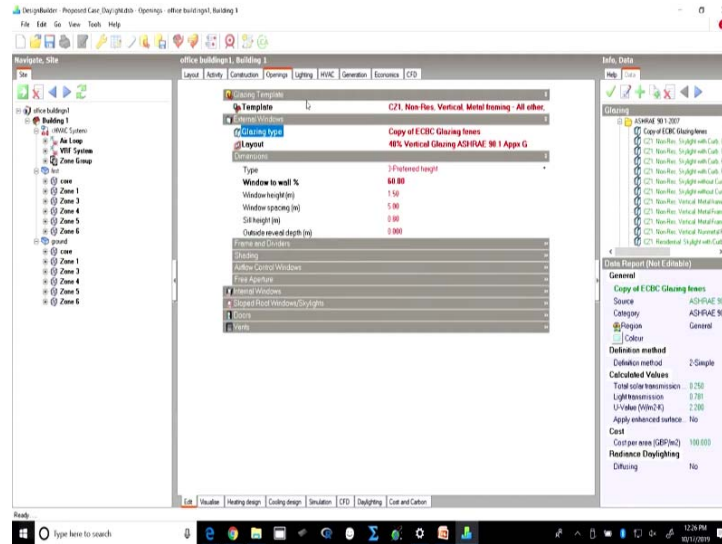 DesignBuilder - Proposed Case_Daylight.dsb - Openings - office buildings1, Building 1
File Edit Go View Tools Help
Navigate, Site
Site
office buildings1
Building 1
HVAC System
Air Loop
VRF System
Zone Group
core
Zone 1
Zone 3
Zone 4
Zone 5
Zone 6
ground
core
Zone 1
Zone 3
Zone 4
Zone 5
Zone 6
office buildings1, Building 1
Layout Activity Construction Openings Lighting HVAC Generation Economics CFD
Glazing Template
Template CZ1, Non-Res, Vertical, Metal framing - All other,
External Windows
Glazing type Copy of ECBC Glazing fenes
Layout 40% Vertical Glazing ASHRAE 90.1 Appx G
Dimensions
Type 3-Preferred height
Window to wall % 60.00
Window height (m) 1.50
Window spacing (m) 5.00
Sill height (m)
Outside reveal depth (m) 0.000
Frame and Dividers
Shading
Airflow Control Windows
Free Aperture
Internal Windows
Sloped Roof Windows/Skylights
Doors
Vents
Edit Visualise Heating design Cooling design Simulation CFD Daylighting Cost and Carbon
Info, Data
Help Data
Glazing
ASHRAE 90.1-2007
Copy of ECBC Glazing fenes
Data Report (Not Editable)
General
Copy of ECBC Glazing fenes
Source ASHRAE 90
Category ASHRAE 90
Region General
Colour
Definition method
Definition method 2-Simple
Calculated Values
Total solar transmission 0.250
Light transmission 0.781
U-Value (W/m2-K) 2.200
Apply enhanced surface No
Cost
Cost per area (GBP/m2) 100.000
Radiance Daylighting
Diffusing No
Ready
Type here to search
12:26 PM
10/17/2019